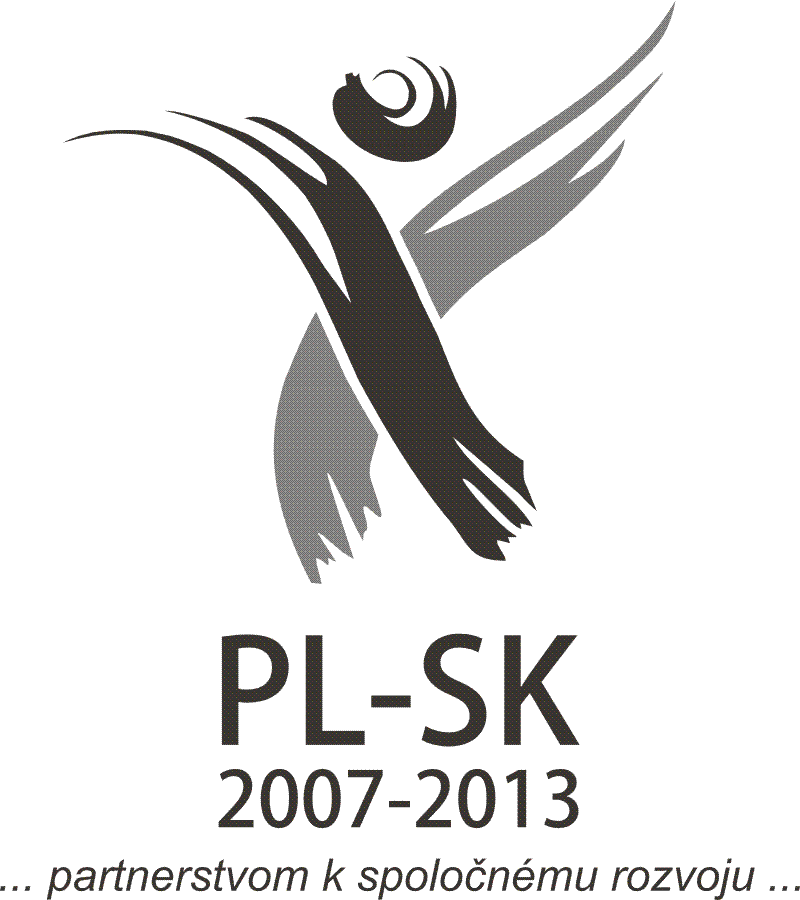 PL-SK
2007-2013
... partnerstvom k spoločnému rozvoju ...